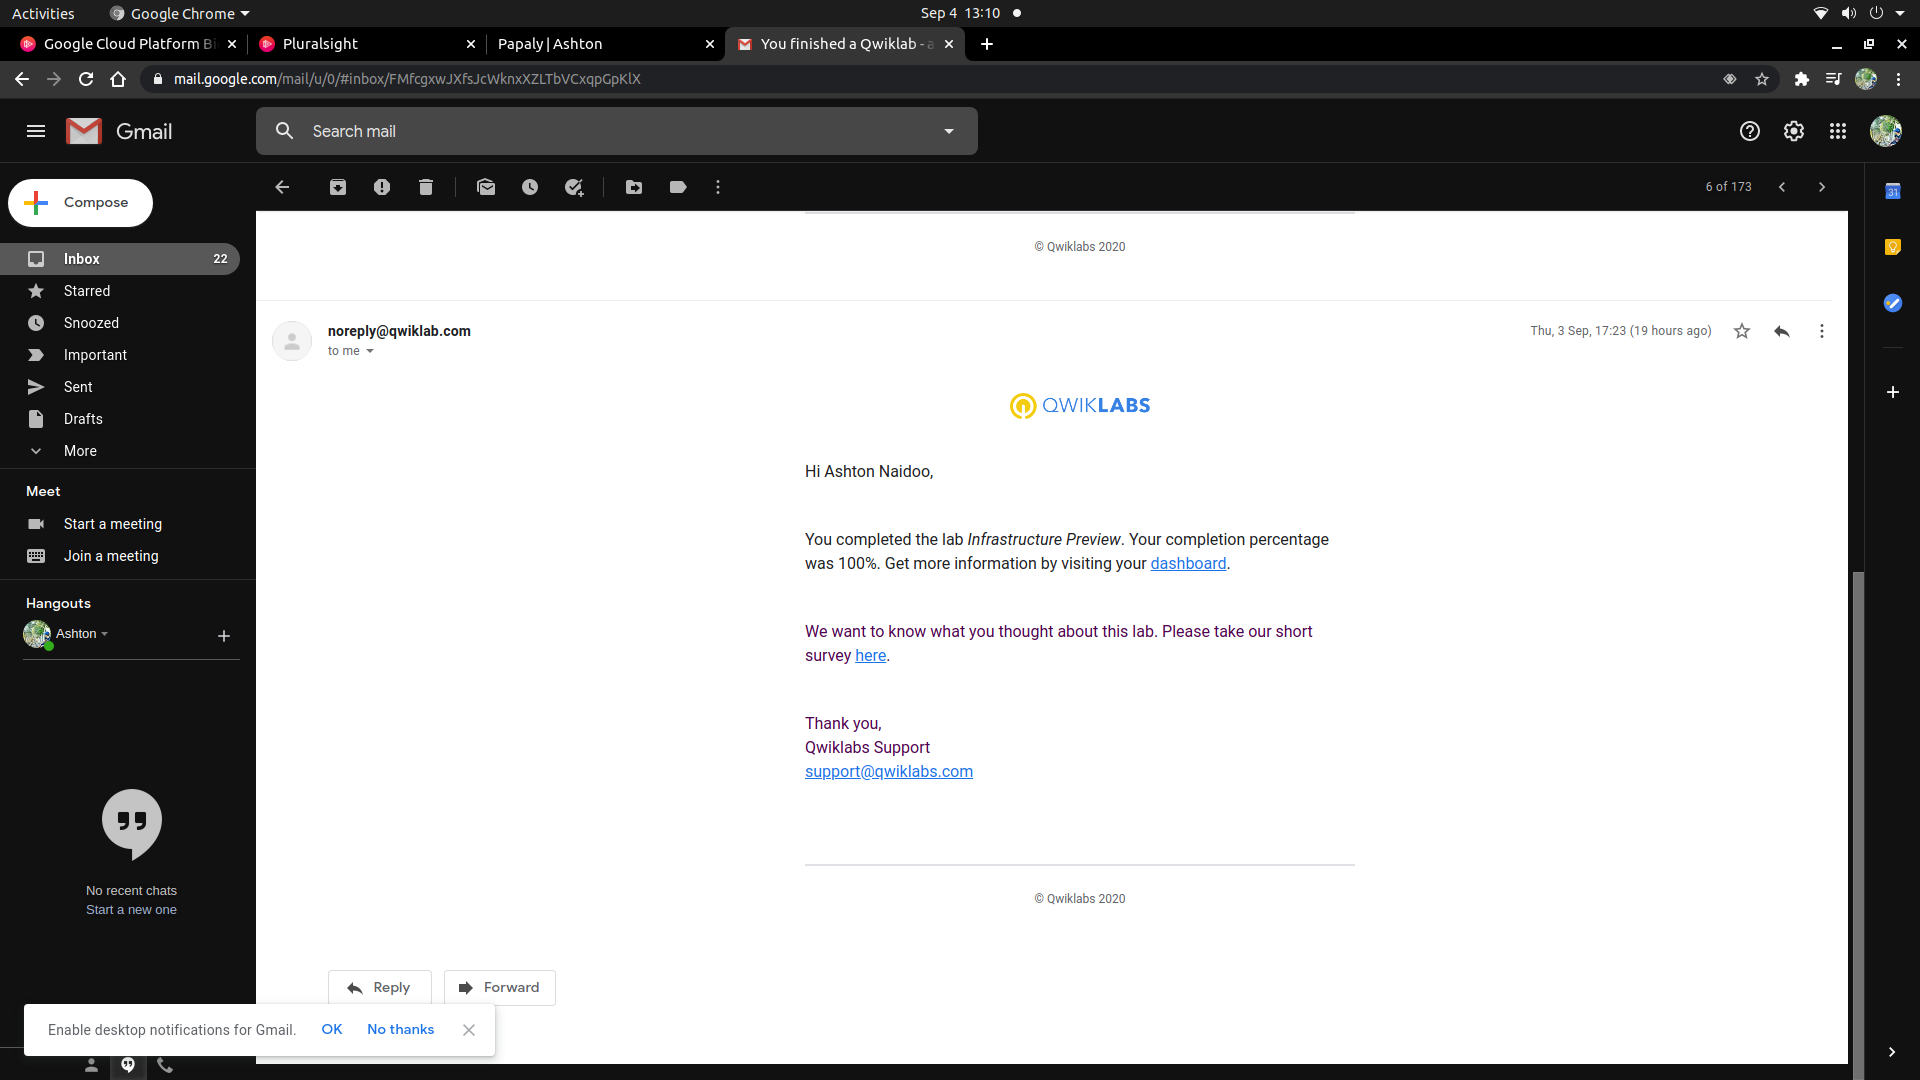 Activities
Google Chrome
Sep 4 13:10
Google Cloud Platform Bi
Pluralsight
Papaly | Ashton
You finished a Qwiklab - a
mail.google.com/mail/u/0/#inbox/FMfcgxwJXfsJcWknxXZLTbVCxqpGpKlX
Gmail
Search mail
Compose
6 of 173
31
Inbox 22
Starred
Snoozed
Important
Sent
Drafts
More
Meet
Start a meeting
Join a meeting
Hangouts
Ashton
No recent chats
Start a new one
© Qwiklabs 2020
noreply@qwiklab.com
to me
Thu, 3 Sep, 17:23 (19 hours ago)
QWIKLABS
Hi Ashton Naidoo,
You completed the lab Infrastructure Preview. Your completion percentage
was 100%. Get more information by visiting your dashboard.
We want to know what you thought about this lab. Please take our short
survey here.
Thank you,
Qwiklabs Support
support@qwiklabs.com
© Qwiklabs 2020
Reply
Forward
Enable desktop notifications for Gmail. OK No thanks